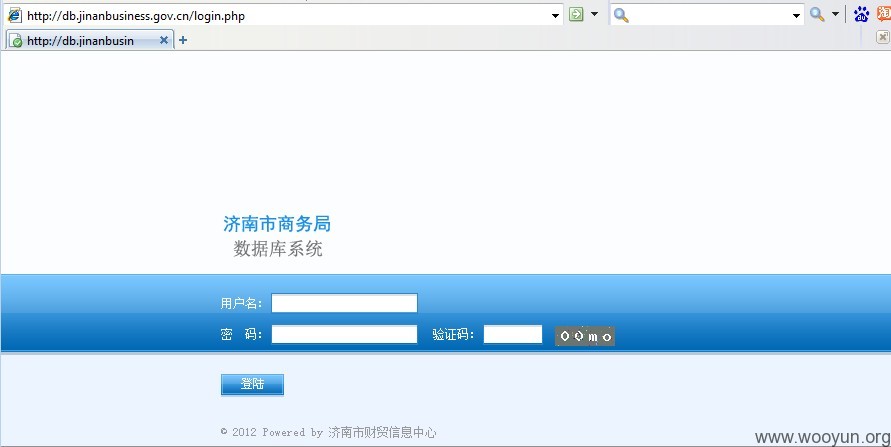 http://db.jinanbusiness.gov.cn/login.php
http://db.jinanbusin
济南市商务局
数据库系统
用户名：
密 码： 验证码： OQmo
登陆
© 2012 Powered by 济南市财贸信息中心
www.wooyun.org